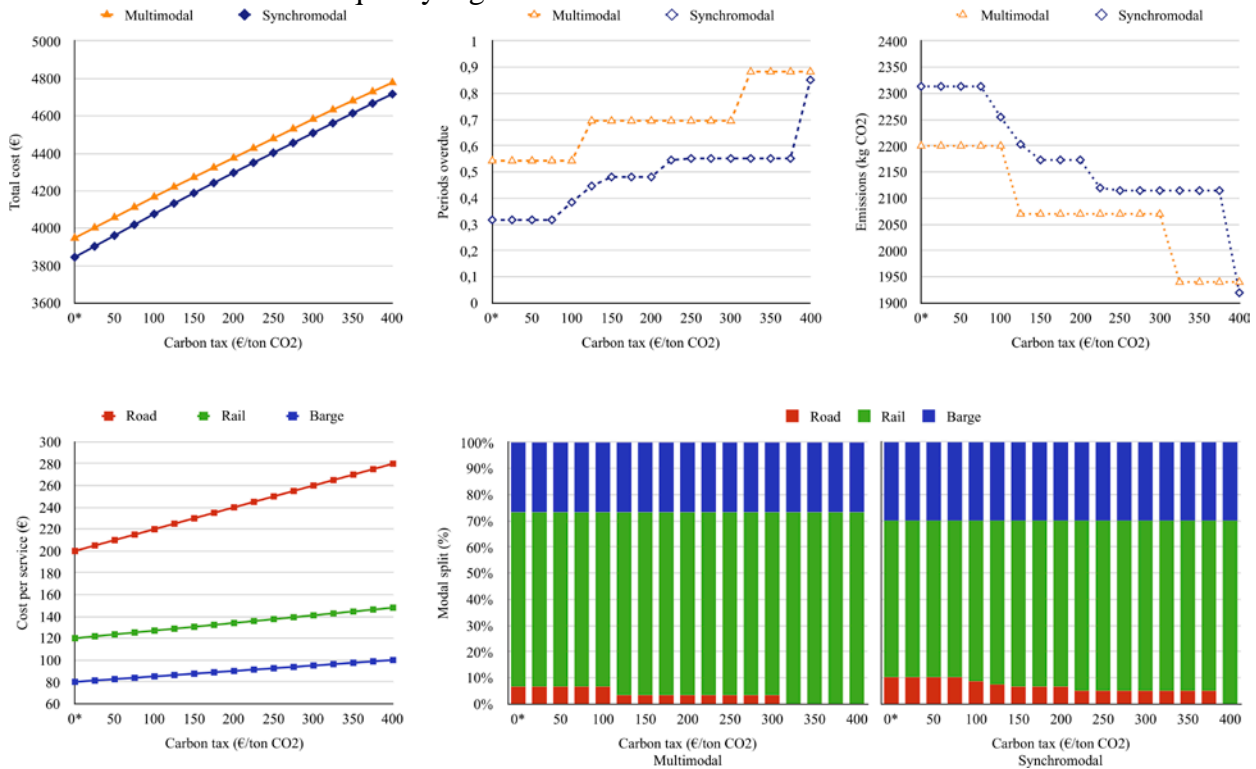 Multimodal Synchromodal
5000
4800
4600
4400
4200
4000
3800
3600
Total cost (€)
0* 50 100 150 200 250 300 350 400
Carbon tax (€/ton CO2)
Multimodal Synchromodal
1
0,9
0,8
0,7
0,6
0,5
0,4
0,3
0,2
0,1
0
Periods overdue
0* 50 100 150 200 250 300 350 400
Carbon tax (€/ton CO2)
Multimodal Synchromodal
2400
2350
2300
2250
2200
2150
2100
2050
2000
1950
1900
Emissions (kg CO2)
0* 50 100 150 200 250 300 350 400
Carbon tax (€/ton CO2)
Road Rail Barge
300
280
260
240
220
200
180
160
140
120
100
80
60
Cost per service (€)
0* 50 100 150 200 250 300 350 400
Carbon tax (€/ton CO2)
Road Rail Barge
100%
90%
80%
70%
60%
50%
40%
30%
20%
10%
0%
Modal split (%)
0* 50 100 150 200 250 300 350 400
Carbon tax (€/ton CO2)
Multimodal
0* 50 100 150 200 250 300 350 400
Carbon tax (€/ton CO2)
Synchromodal